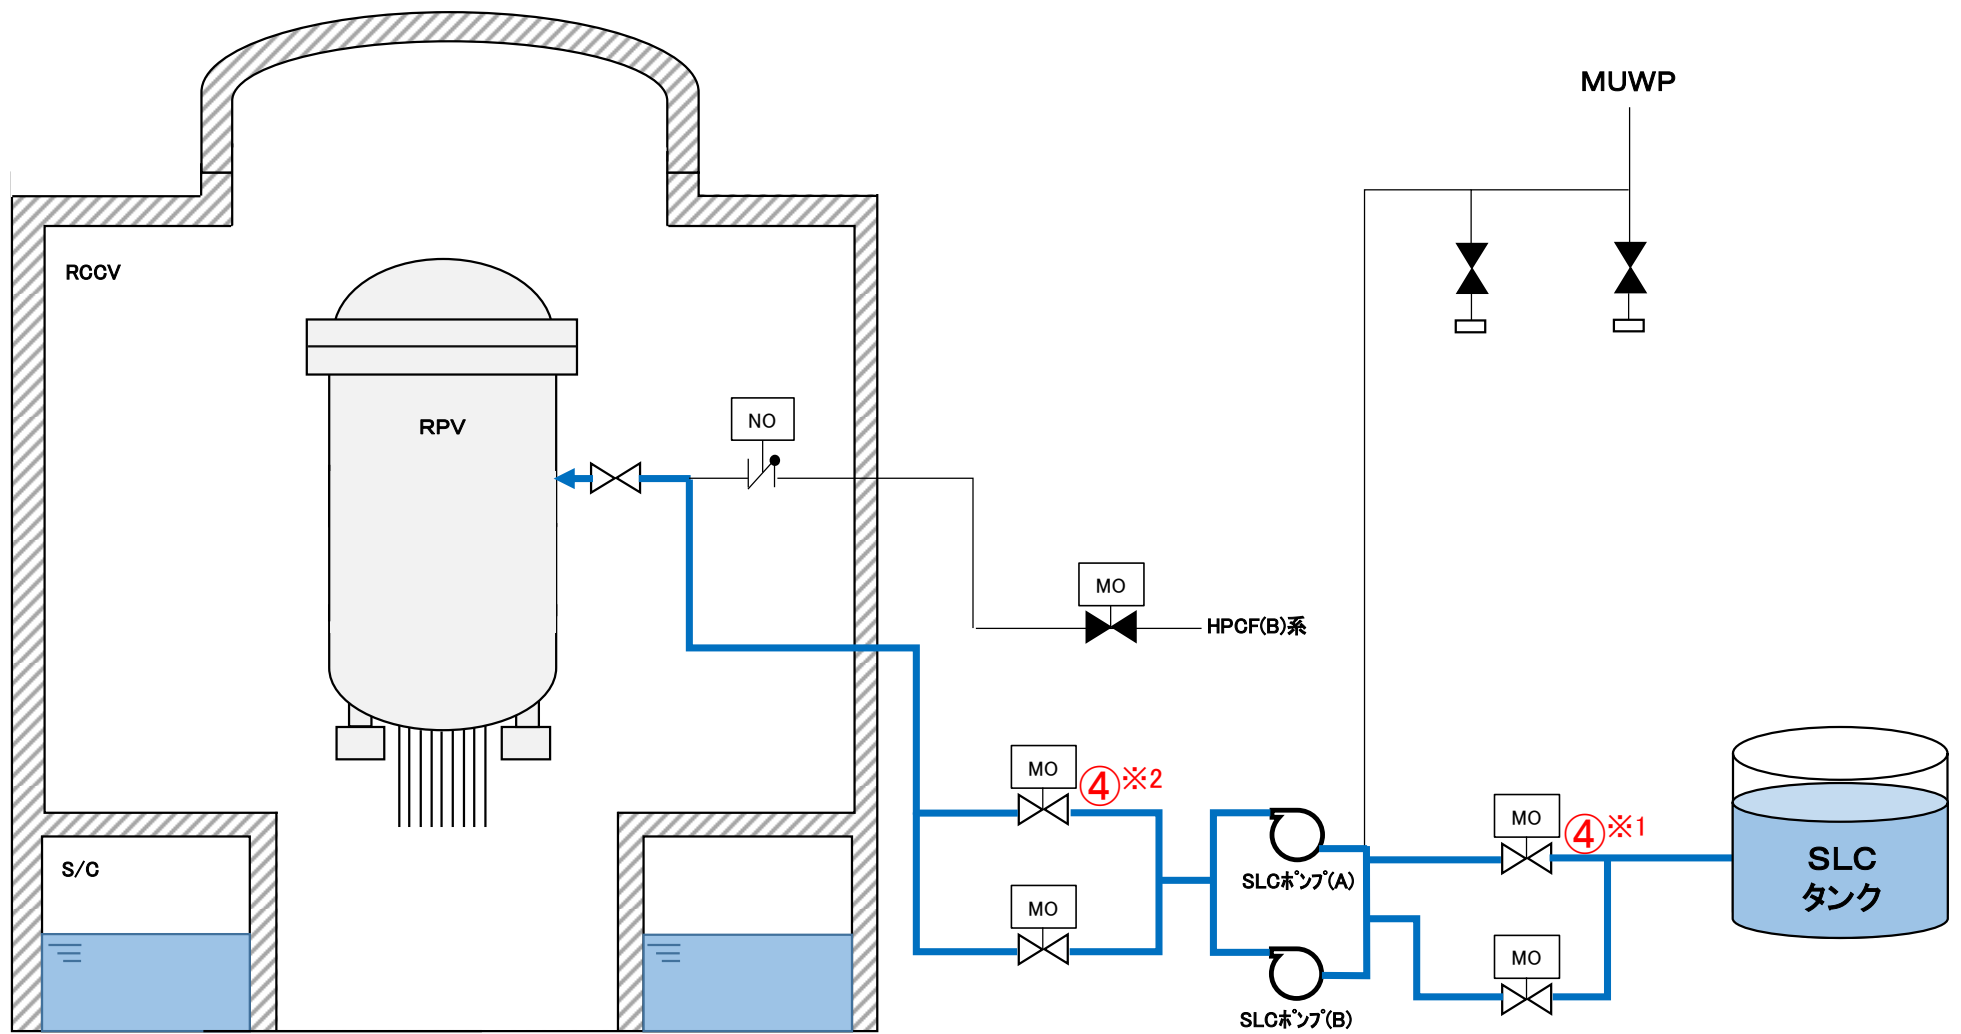 MUWP
RCCV
RPV
NO
MO
HPCF(B)系
MO
④※2
MO
④※1
SLC
タンク
SLCﾎﾟﾝﾌﾟ(A)
S/C
MO
MO
SLCﾎﾟﾝﾌﾟ(B)